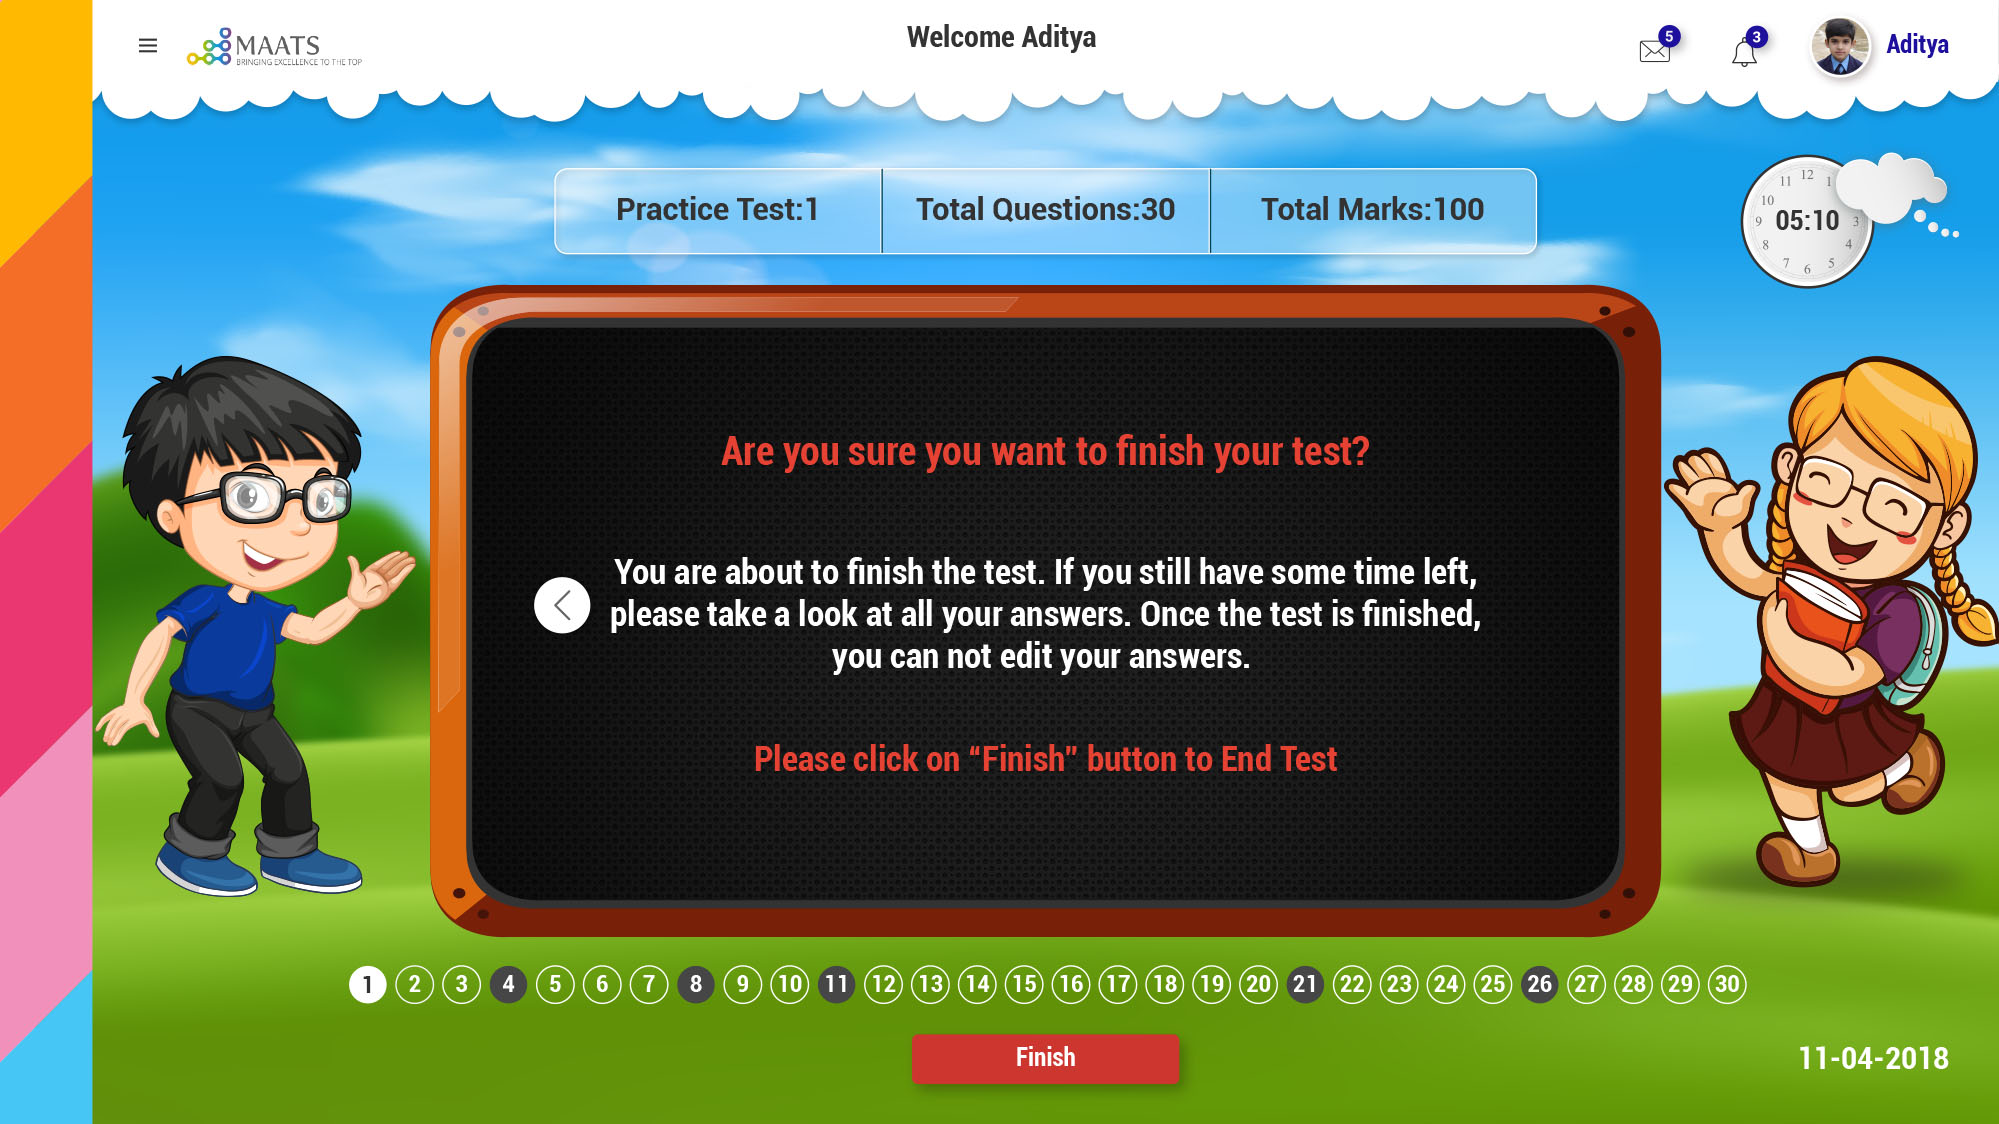 MAATS
BRINGING EXCELLENCE TO THE TOP
Welcome Aditya
5
3
Aditya
Practice Test:1
Total Questions:30
Total Marks:100
12
11 1
10
05:10
9 3
8 4
7 5
6
Are you sure you want to finish your test?
You are about to finish the test. If you still have some time left,
please take a look at all your answers. Once the test is finished,
you can not edit your answers.
Please click on “Finish” button to End Test
1 2 3 4 5 6 7 8 9 10 11 12 13 14 15 16 17 18 19 20 21 22 23 24 25 26 27 28 29 30
Finish
11-04-2018